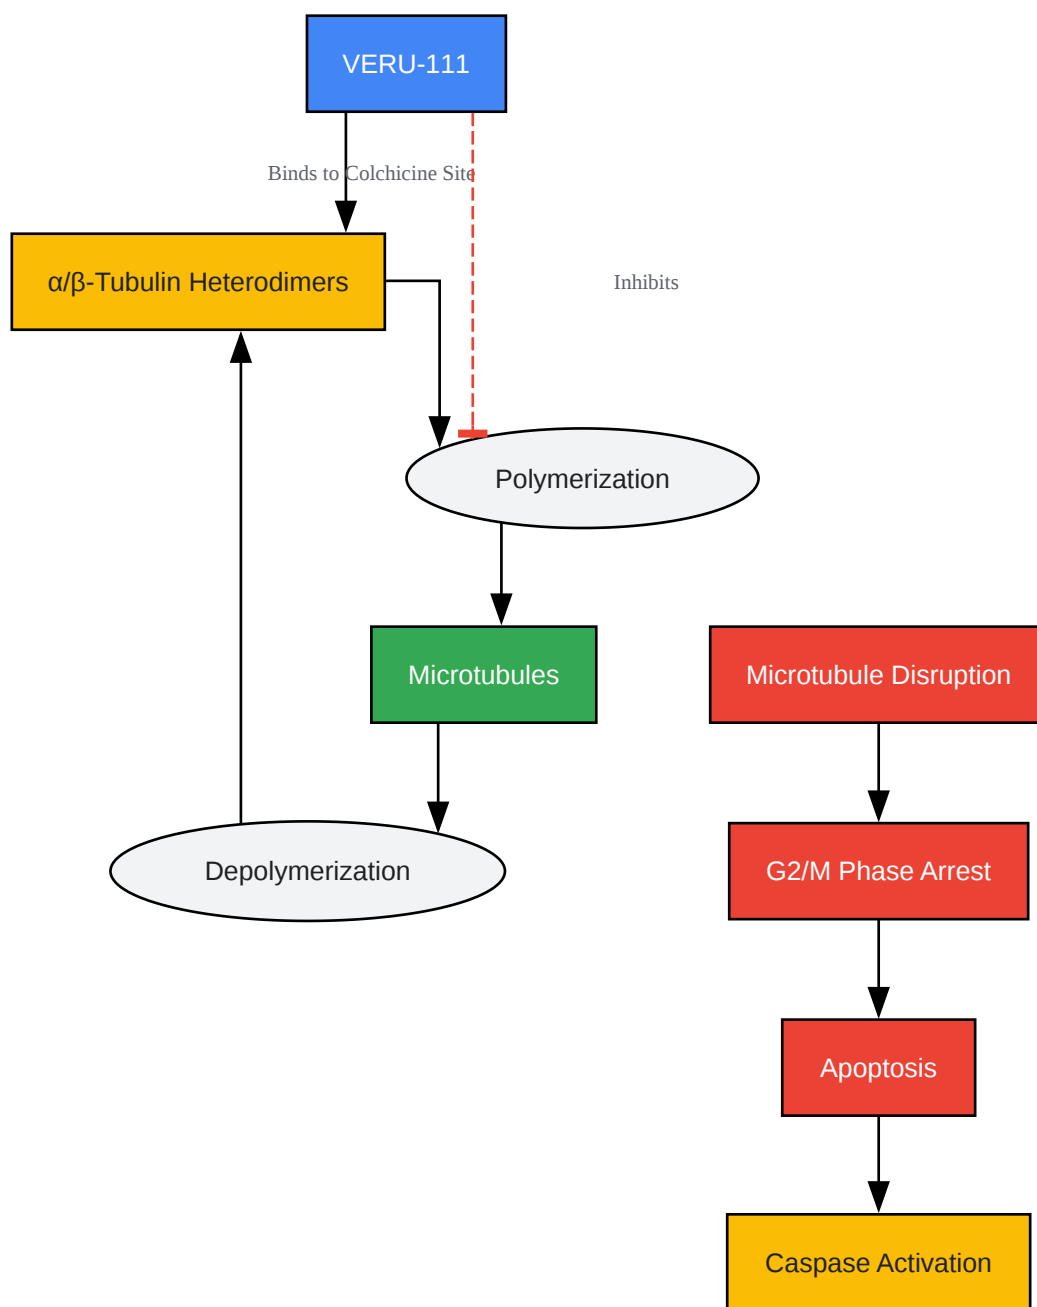 VERU-111
Binds to Colchicine Site
α/β-Tubulin Heterodimers
Inhibits
Polymerization
Microtubules
Microtubule Disruption
Depolymerization
G2/M Phase Arrest
Apoptosis
Caspase Activation